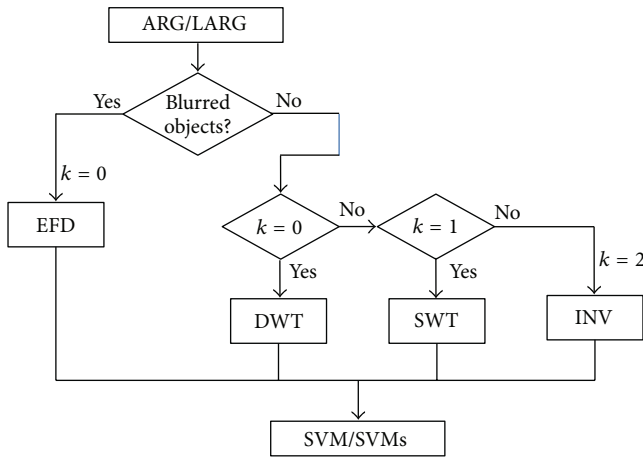 ARG/LARG
Yes
Blurred
objects?
No
k = 0
EFD
k = 0
No
k = 1
No
Yes
Yes
k = 2
DWT
SWT
INV
SVM/SVMs